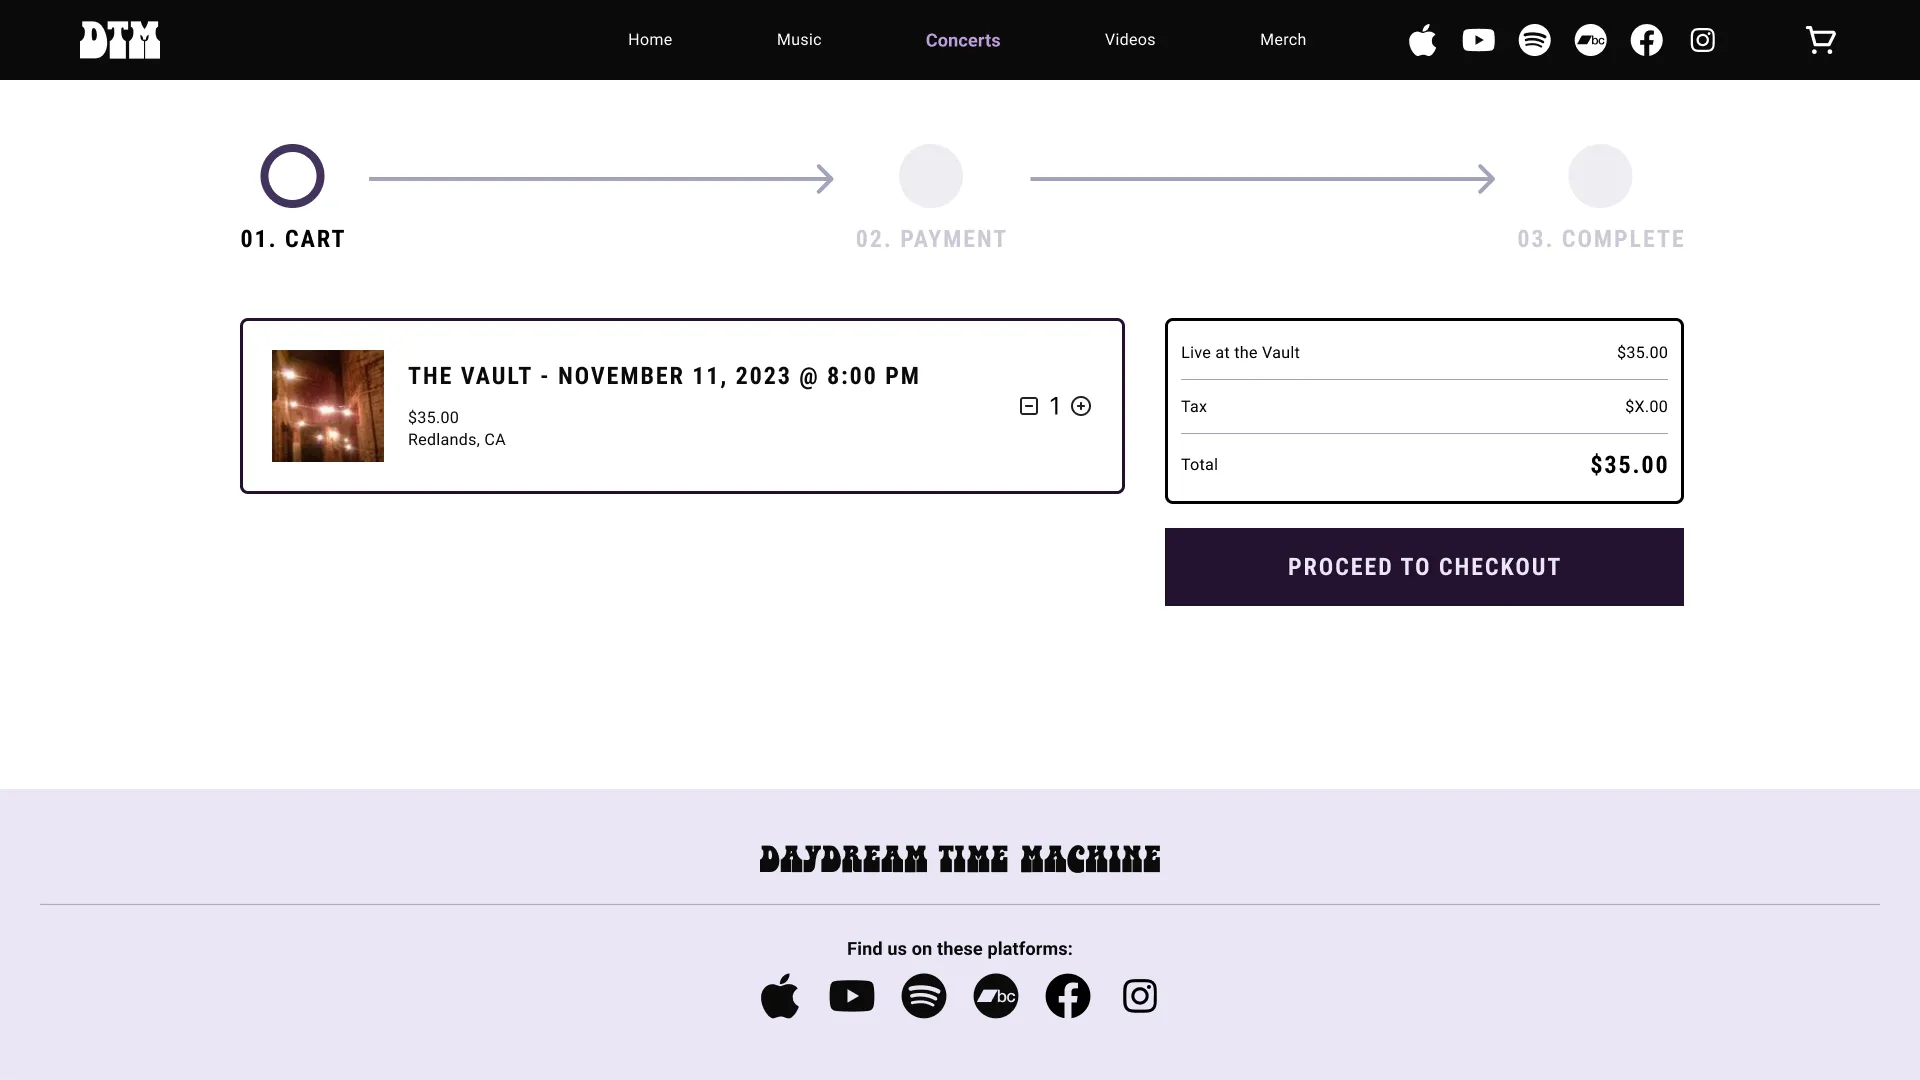 DTM
Home Music Concerts Videos Merch
bc
01. CART
02. PAYMENT
03. COMPLETE
THE VAULT - NOVEMBER 11, 2023 @ 8:00 PM
$35.00
Redlands, CA
1
Live at the Vault $35.00
Tax $X.00
Total $35.00
PROCEED TO CHECKOUT
DAYDREAM TIME MACHINE
Find us on these platforms:
bc